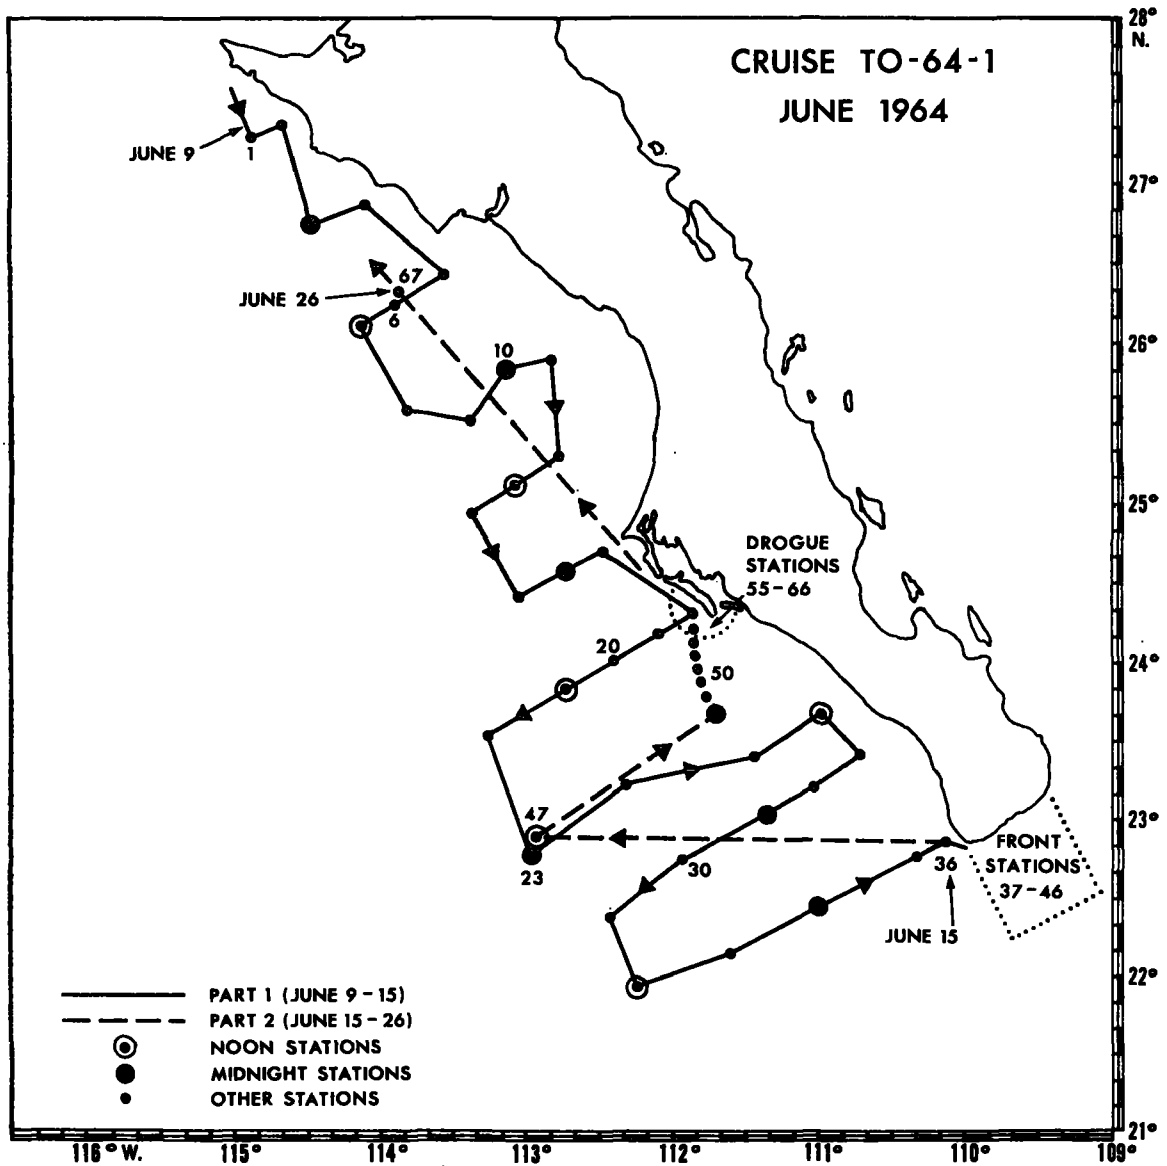 CRUISE TO-64-1
JUNE 1964
28°
N.
27°
26°
25°
24°
23°
22°
21°
JUNE 9
1
67
JUNE 26
6
10
DROGUE
STATIONS
55-66
20
50
47
23
30
36
FRONT
STATIONS
37-46
JUNE 15
PART 1 (JUNE 9-15)
PART 2 (JUNE 15-26)
NOON STATIONS
MIDNIGHT STATIONS
OTHER STATIONS
116° W.
115°
114°
113°
112°
111°
110°
109°